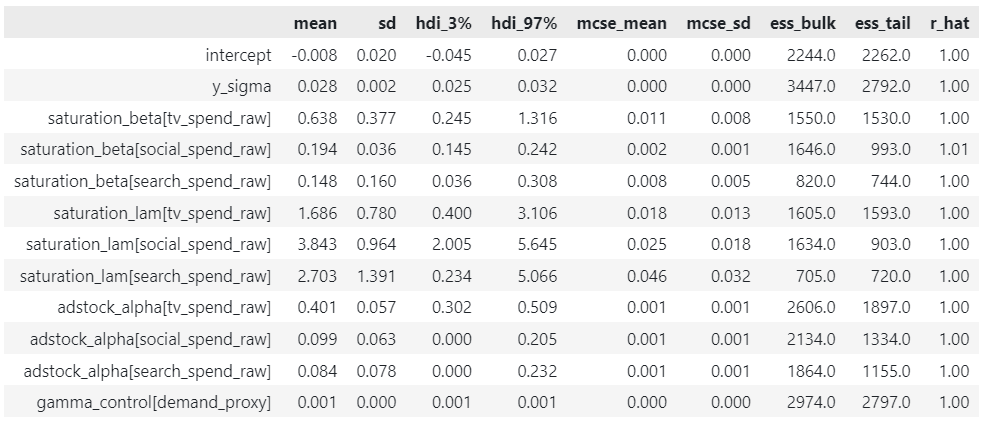 mean sd hdi_3% hdi_97% mcse_mean mcse_sd ess_bulk ess_tail r_hat
intercept -0.008 0.020 -0.045 0.027 0.000 0.000 2244.0 2262.0 1.00
y_sigma 0.028 0.002 0.025 0.032 0.000 0.000 3447.0 2792.0 1.00
saturation_beta[tv_spend_raw] 0.638 0.377 0.245 1.316 0.011 0.008 1550.0 1530.0 1.00
saturation_beta[social_spend_raw] 0.194 0.036 0.145 0.242 0.002 0.001 1646.0 993.0 1.01
saturation_beta[search_spend_raw] 0.148 0.160 0.036 0.308 0.008 0.005 820.0 744.0 1.00
saturation_lam[tv_spend_raw] 1.686 0.780 0.400 3.106 0.018 0.013 1605.0 1593.0 1.00
saturation_lam[social_spend_raw] 3.843 0.964 2.005 5.645 0.025 0.018 1634.0 903.0 1.00
saturation_lam[search_spend_raw] 2.703 1.391 0.234 5.066 0.046 0.032 705.0 720.0 1.00
adstock_alpha[tv_spend_raw] 0.401 0.057 0.302 0.509 0.001 0.001 2606.0 1897.0 1.00
adstock_alpha[social_spend_raw] 0.099 0.063 0.000 0.205 0.001 0.001 2134.0 1334.0 1.00
adstock_alpha[search_spend_raw] 0.084 0.078 0.000 0.232 0.001 0.001 1864.0 1155.0 1.00
gamma_control[demand_proxy] 0.001 0.000 0.001 0.001 0.000 0.000 2974.0 2797.0 1.00